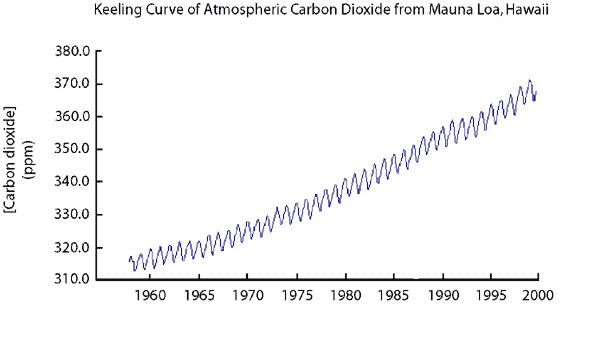 Keeling Curve of Atmospheric Carbon Dioxide from Mauna Loa, Hawaii
380.0
370.0
360.0
350.0
340.0
330.0
320.0
310.0
[Carbon dioxide]
(ppm)
1960 1965 1970 1975 1980 1985 1990 1995 2000